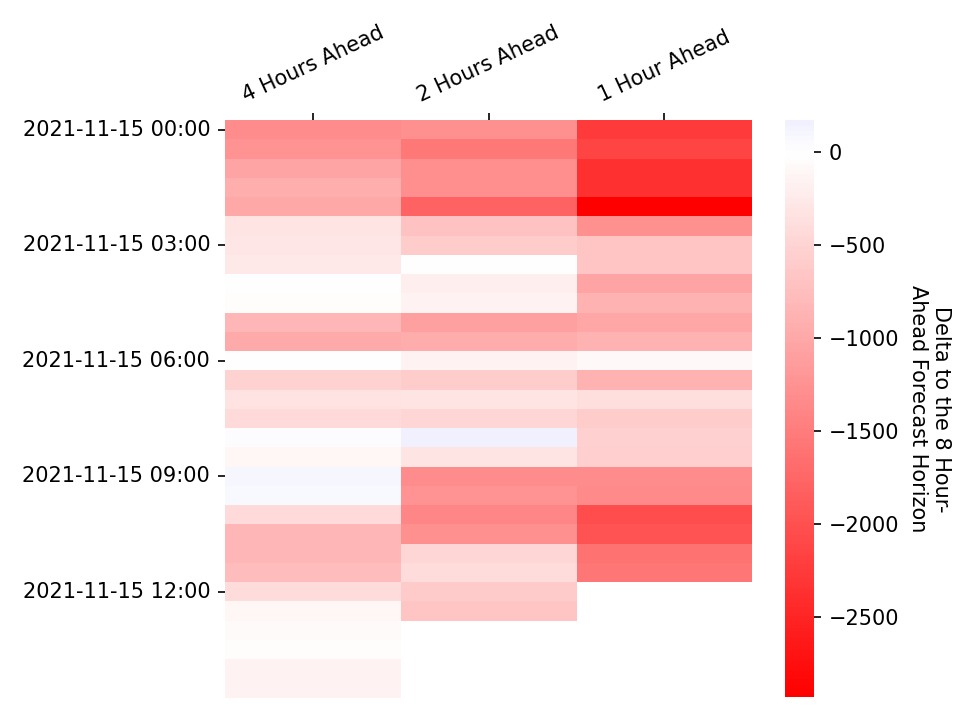 4 Hours Ahead
2 Hours Ahead
1 Hour Ahead
2021-11-15 00:00
2021-11-15 03:00
2021-11-15 06:00
2021-11-15 09:00
2021-11-15 12:00
0
−500
−1000
−1500
−2000
−2500
Delta to the 8 Hour-
Ahead Forecast Horizon